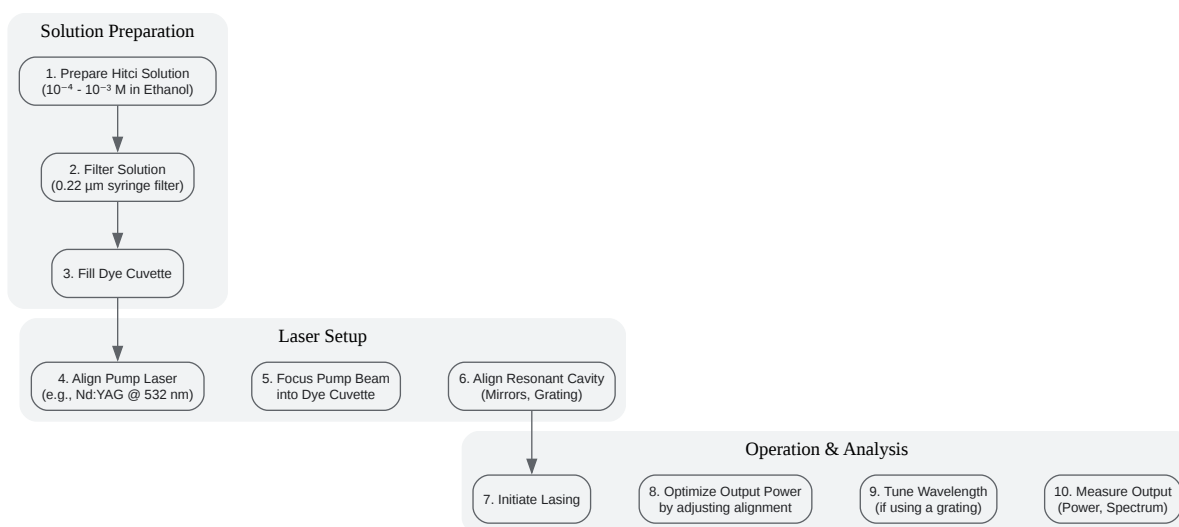 Solution Preparation
1. Prepare Hitci Solution
(10⁻⁴ - 10⁻³ M in Ethanol)
2. Filter Solution
(0.22 µm syringe filter)
3. Fill Dye Cuvette
Laser Setup
4. Align Pump Laser
(e.g., Nd:YAG @ 532 nm)
5. Focus Pump Beam
into Dye Cuvette
6. Align Resonant Cavity
(Mirrors, Grating)
Operation & Analysis
7. Initiate Lasing
8. Optimize Output Power
by adjusting alignment
9. Tune Wavelength
(if using a grating)
10. Measure Output
(Power, Spectrum)